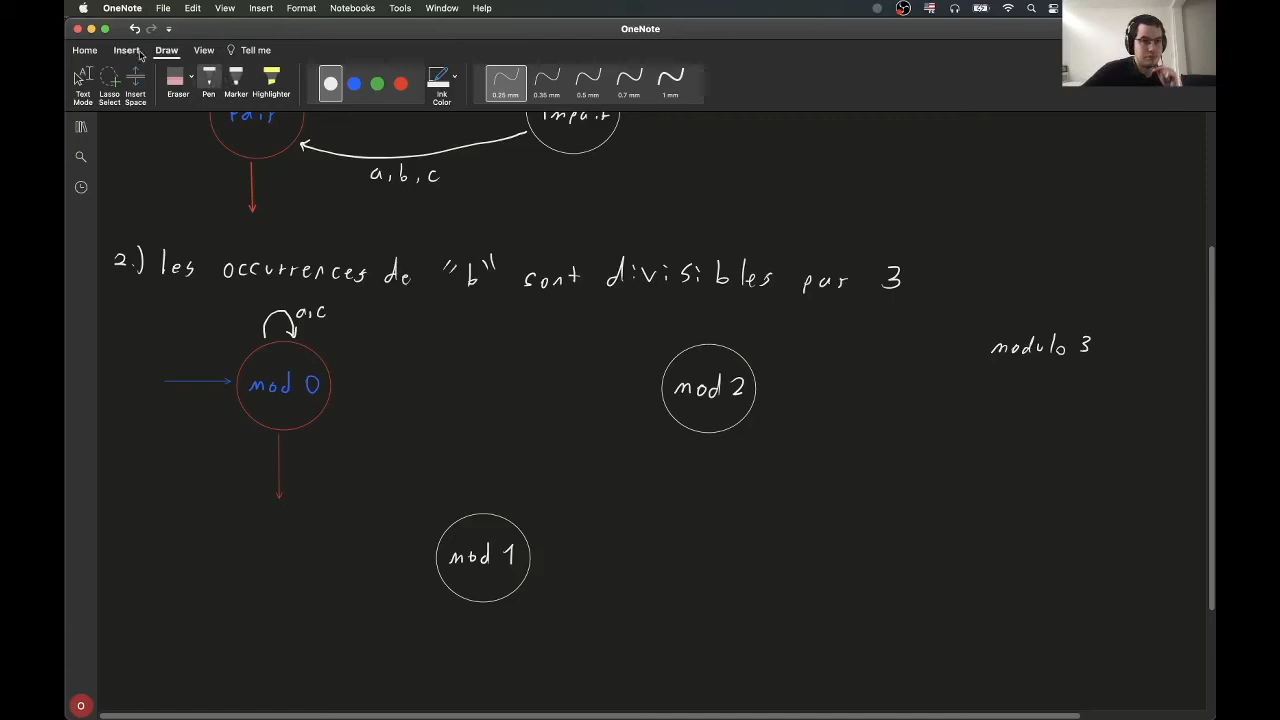 OneNote File Edit View Insert Format Notebooks Tools Window Help
OneNote
Home Insert Draw View Tell me
Text Mode Lasso Select Insert Space Eraser Pen Marker Highlighter Ink Color 0.25 mm 0.35 mm 0.5 mm 0.7 mm 1 mm
Pair Impair
a, b, c
2.) les occurrences de "b" sont divisibles par 3
a,c
modulo 3
mod 0 mod 2
mod 1
O